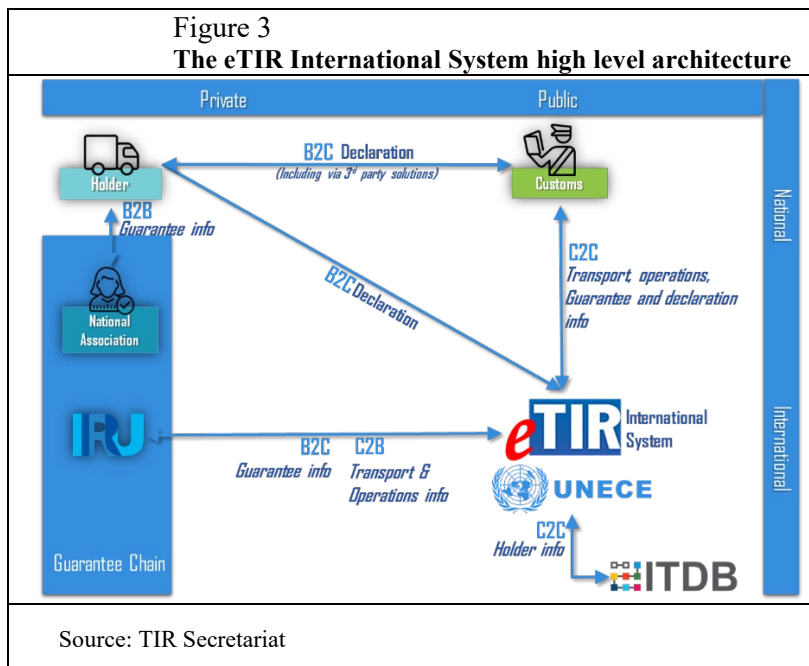 Figure 3
The eTIR International System high level architecture
Private
Public
B2C Declaration
(Including via 3rd party solutions)
Holder
Customs
National
B2B
Guarantee info
C2C
Transport, operations,
Guarantee and declaration
info
B2C Declaration
National
Association
IRU
eTIR International
System
International
B2C
C2B
Guarantee info
Transport &
Operations info
UNECE
C2C
Holder info
Guarantee Chain
ITDB
Source: TIR Secretariat